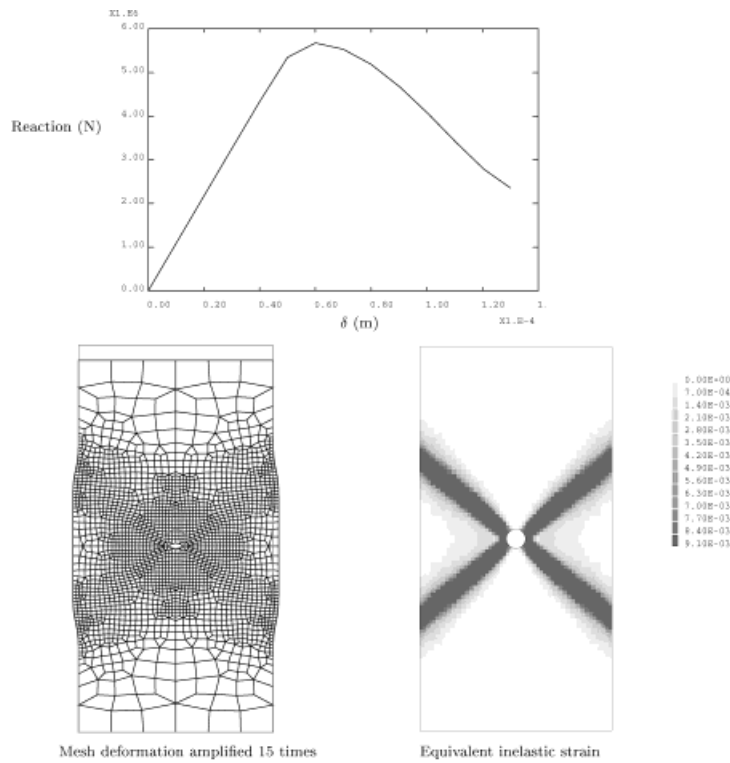 6.00
5.00
Reaction (N)
4.00
3.00
2.00
1.00
0.00
0.00 0.20 0.40 0.60 0.80 1.00 1.20 1.
δ (m)
X1.E-4
0.00E+00
7.00E-04
1.40E-03
2.10E-03
2.80E-03
3.50E-03
4.20E-03
4.90E-03
5.60E-03
6.30E-03
7.00E-03
7.70E-03
8.40E-03
9.10E-03
Mesh deformation amplified 15 times
Equivalent inelastic strain